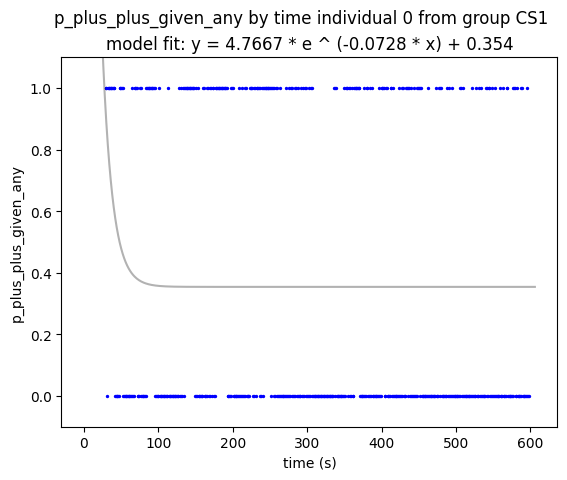 p_plus_plus_given_any by time individual 0 from group CS1
model fit: y = 4.7667 * e ^ (-0.0728 * x) + 0.354
1.0
0.8
0.6
0.4
0.2
0.0
p_plus_plus_given_any
0 100 200 300 400 500 600
time (s)